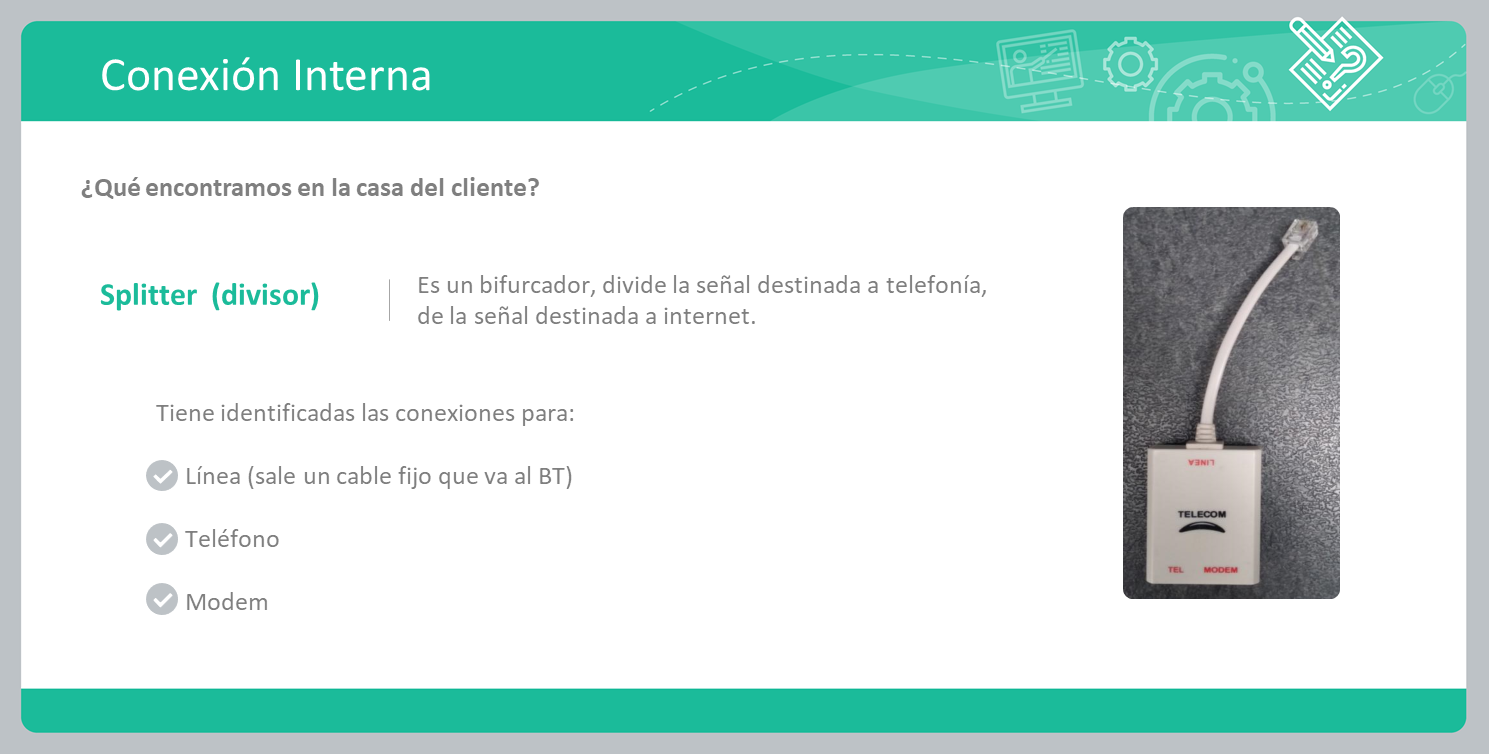 Conexión Interna
¿Qué encontramos en la casa del cliente?
Splitter (divisor)
Es un bifurcador, divide la señal destinada a telefonía,
de la señal destinada a internet.
Tiene identificadas las conexiones para:
Línea (sale un cable fijo que va al BT)
Teléfono
Modem
LINEA
TELECOM
TEL MODEM